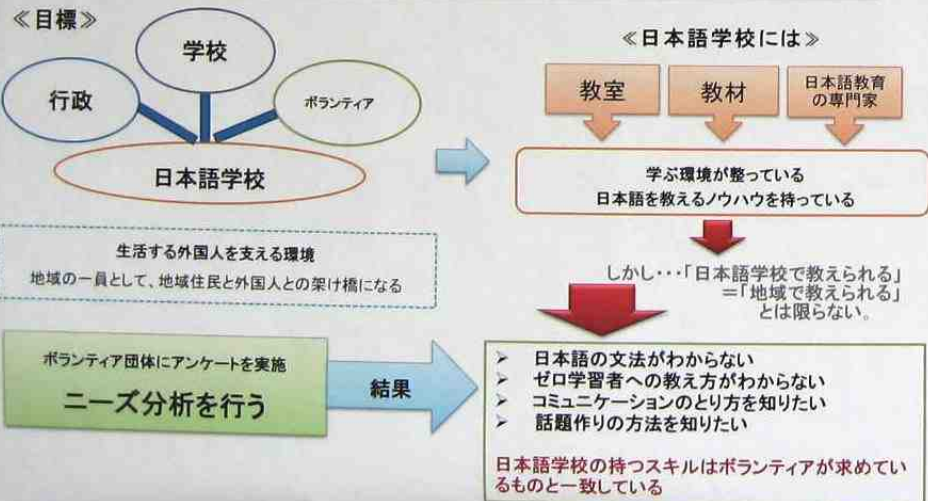 ≪目標≫
学校
行政
ボランティア
日本語学校
生活する外国人を支える環境
地域の一員として、地域住民と外国人との架け橋になる
≪日本語学校には≫
教室
教材
日本語教育
の専門家
学ぶ環境が整っている
日本語を教えるノウハウを持っている
しかし・・・「日本語学校で教えられる」
=「地域で教えられる」
とは限らない。
ボランティア団体にアンケートを実施
ニーズ分析を行う
結果
➢ 日本語の文法がわからない
➢ ゼロ学習者への教え方がわからない
➢ コミュニケーションのとり方を知りたい
➢ 話題作りの方法を知りたい
日本語学校の持つスキルはボランティアが求めてい
るものと一致している